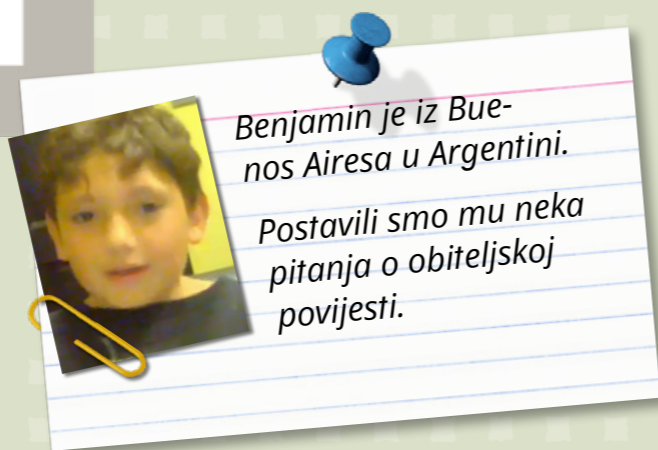 Benjamin je iz Bue-
nos Airesa u Argentini.
Postavili smo mu neka
pitanja o obiteljskoj
povijesti.